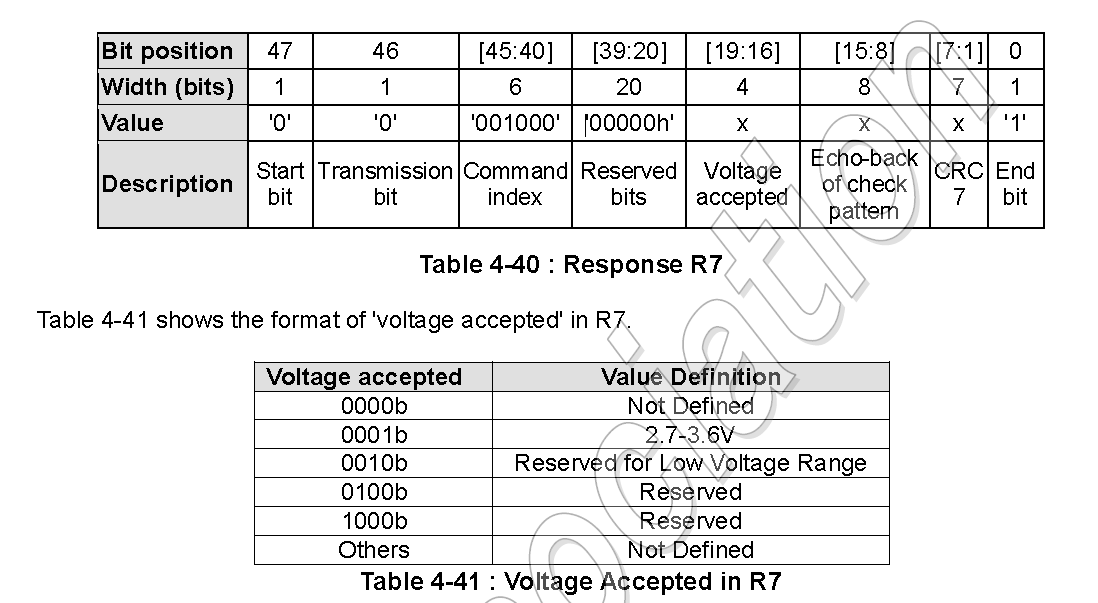 Bit position 47 46 [45:40] [39:20] [19:16] [15:8] [7:1] 0
Width (bits) 1 1 6 20 4 8 7 1
Value '0' '0' '001000' '00000h' x x x '1'
Description Start bit Transmission bit Command index Reserved bits Voltage accepted Echo-back of check pattern CRC7 End bit
Table 4-40 : Response R7
Table 4-41 shows the format of 'voltage accepted' in R7.
Voltage accepted Value Definition
0000b Not Defined
0001b 2.7-3.6V
0010b Reserved for Low Voltage Range
0100b Reserved
1000b Reserved
Others Not Defined
Table 4-41 : Voltage Accepted in R7
ociation